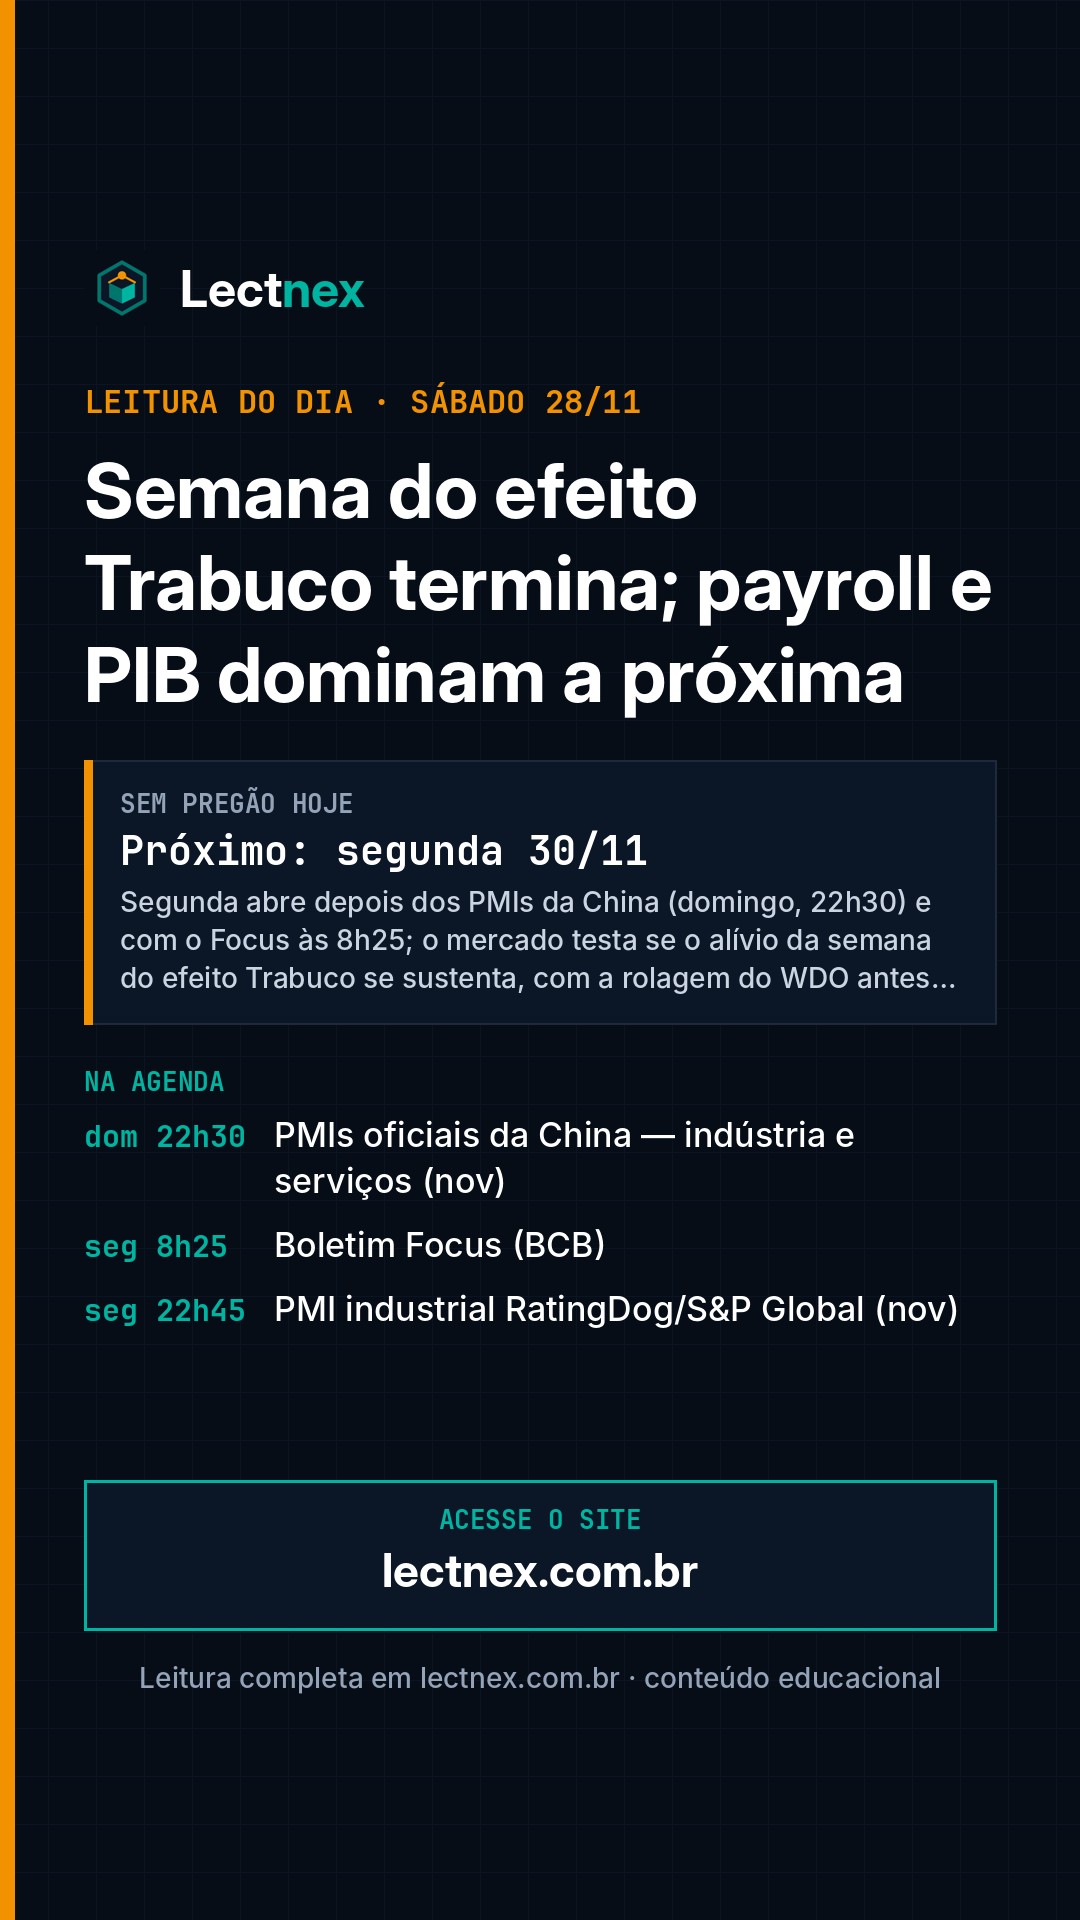 Lectnex
LEITURA DO DIA · SÁBADO 28/11
Semana do efeito
Trabuco termina; payroll e
PIB dominam a próxima
SEM PREGÃO HOJE
Próximo: segunda 30/11
Segunda abre depois dos PMIs da China (domingo, 22h30) e
com o Focus às 8h25; o mercado testa se o alívio da semana
do efeito Trabuco se sustenta, com a rolagem do WDO antes...
NA AGENDA
dom 22h30 PMIs oficiais da China — indústria e
serviços (nov)
seg 8h25 Boletim Focus (BCB)
seg 22h45 PMI industrial RatingDog/S&P Global (nov)
ACESSE O SITE
lectnex.com.br
Leitura completa em lectnex.com.br · conteúdo educacional